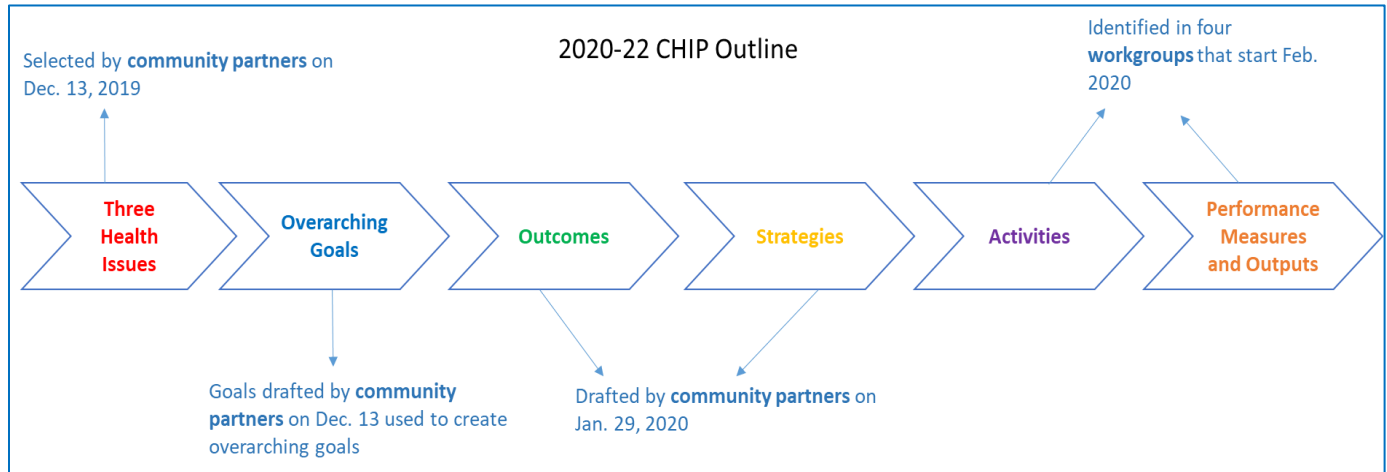 2020-22 CHIP Outline
Selected by community partners on
Dec. 13, 2019
Identified in four
workgroups that start Feb.
2020
Three
Health
Issues
Overarching
Goals
Outcomes
Strategies
Activities
Performance
Measures
and Outputs
Goals drafted by community
partners on Dec. 13 used to create
overarching goals
Drafted by community partners on
Jan. 29, 2020